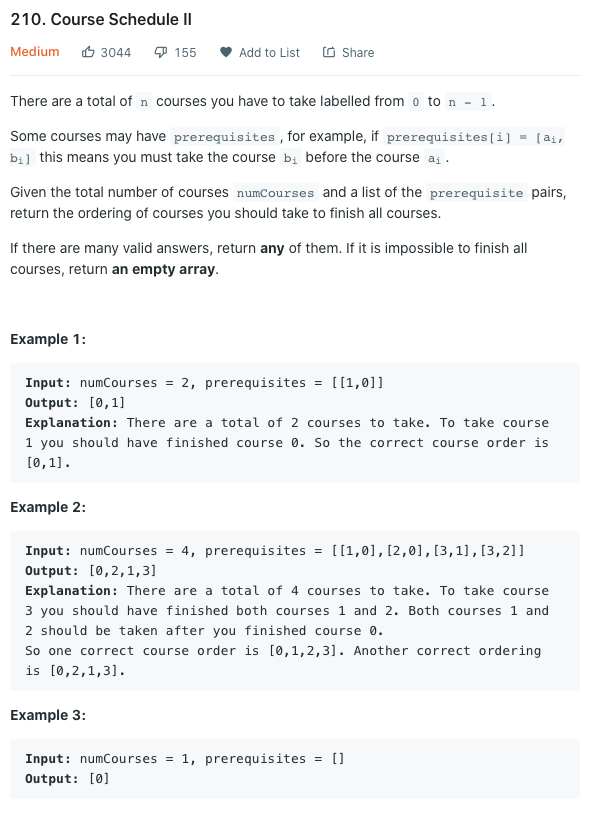 210. Course Schedule II
Medium 3044 155 Add to List Share
There are a total of n courses you have to take labelled from 0 to n - 1.
Some courses may have prerequisites, for example, if prerequisites[i] = [ai,
bi] this means you must take the course bi before the course ai.
Given the total number of courses numCourses and a list of the prerequisite pairs,
return the ordering of courses you should take to finish all courses.
If there are many valid answers, return any of them. If it is impossible to finish all
courses, return an empty array.
Example 1:
Input: numCourses = 2, prerequisites = [[1,0]]
Output: [0,1]
Explanation: There are a total of 2 courses to take. To take course
1 you should have finished course 0. So the correct course order is
[0,1].
Example 2:
Input: numCourses = 4, prerequisites = [[1,0],[2,0],[3,1],[3,2]]
Output: [0,2,1,3]
Explanation: There are a total of 4 courses to take. To take course
3 you should have finished both courses 1 and 2. Both courses 1 and
2 should be taken after you finished course 0.
So one correct course order is [0,1,2,3]. Another correct ordering
is [0,2,1,3].
Example 3:
Input: numCourses = 1, prerequisites = []
Output: [0]